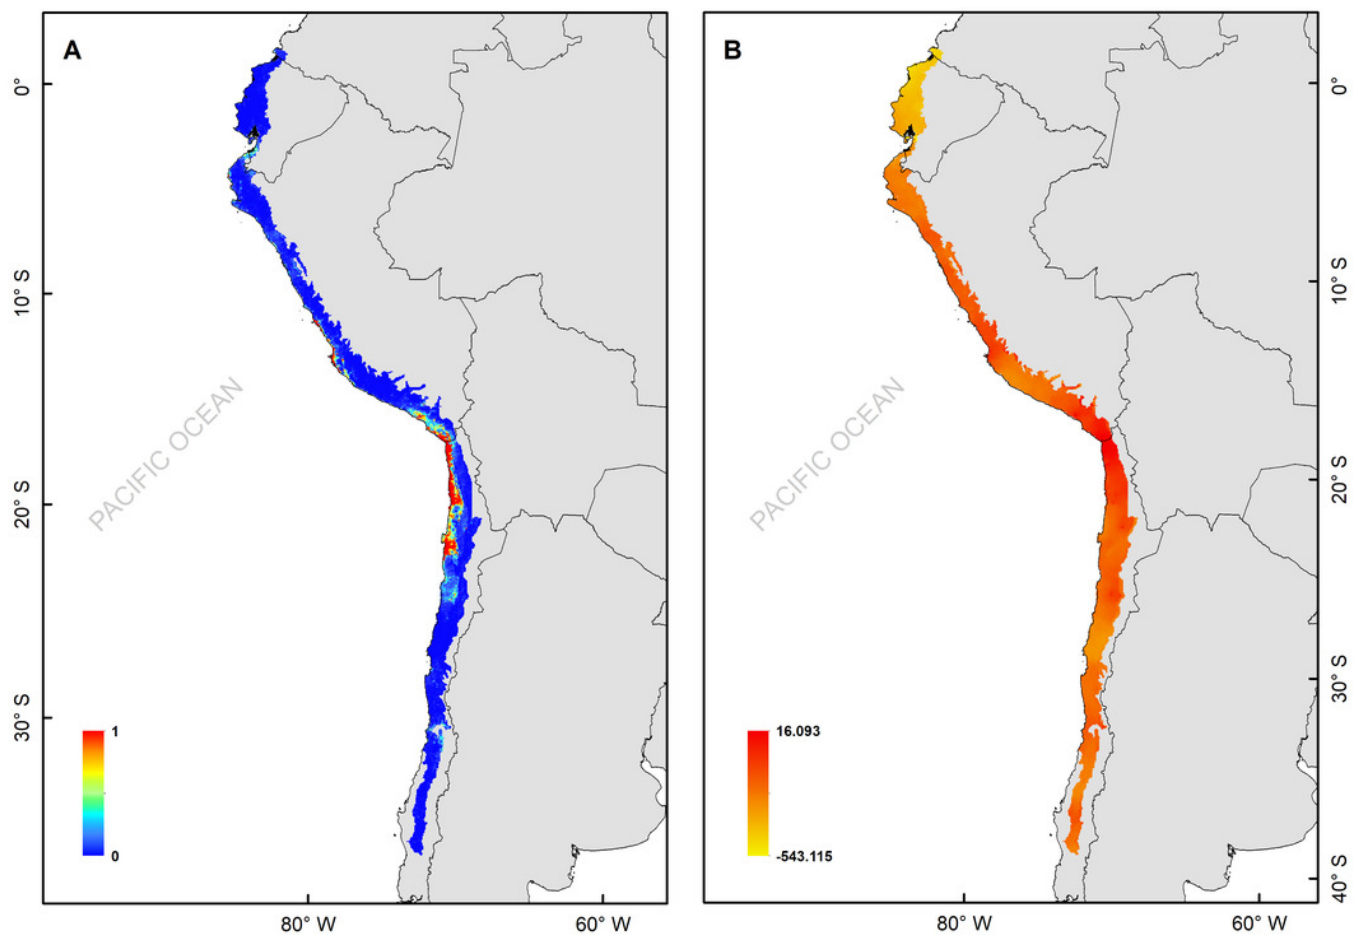 A
B
0°
10° S
20° S
30° S
PACIFIC OCEAN
1
0
80° W
60° W
0°
10° S
20° S
30° S
40° S
PACIFIC OCEAN
16.093
-543.115
80° W
60° W